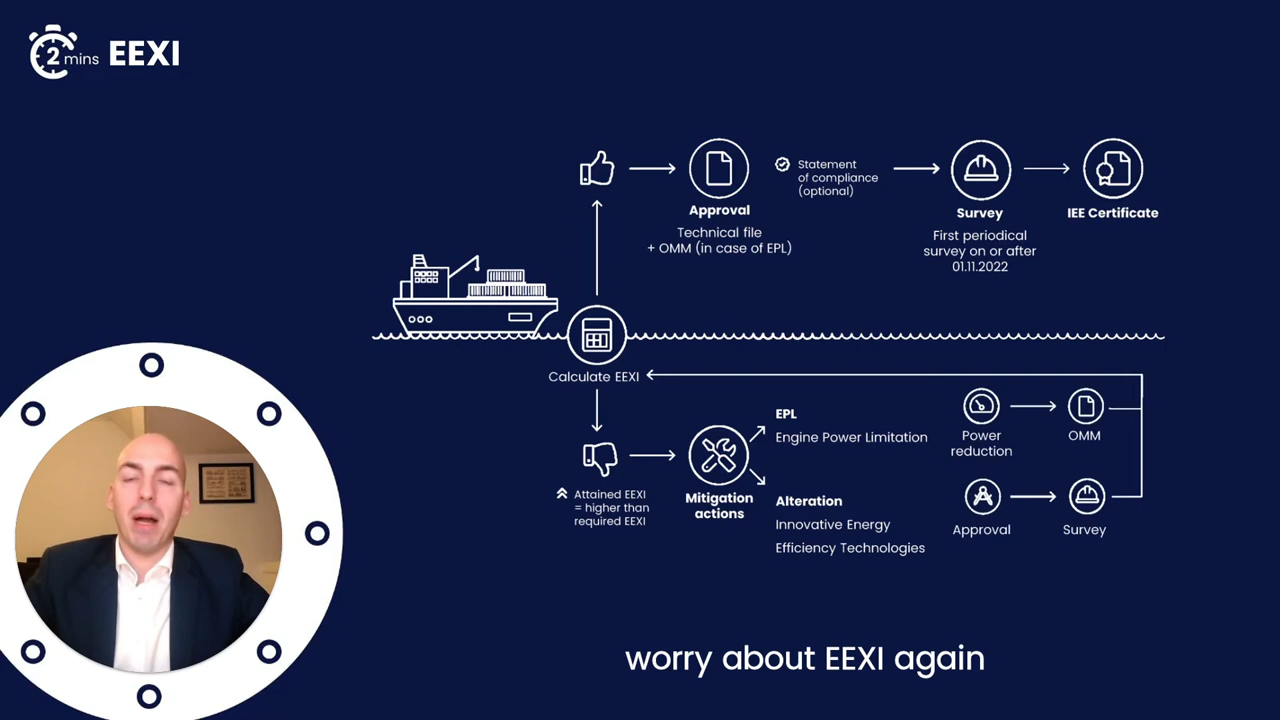 2 mins EEXI
Statement
of compliance
(optional)
Approval
Technical file
+ OMM (in case of EPL)
Survey
First periodical
survey on or after
01.11.2022
IEE Certificate
Calculate EEXI
Attained EEXI
= higher than
required EEXI
Mitigation
actions
EPL
Engine Power Limitation
Power
reduction
OMM
Alteration
Innovative Energy
Efficiency Technologies
Approval
Survey
worry about EEXI again